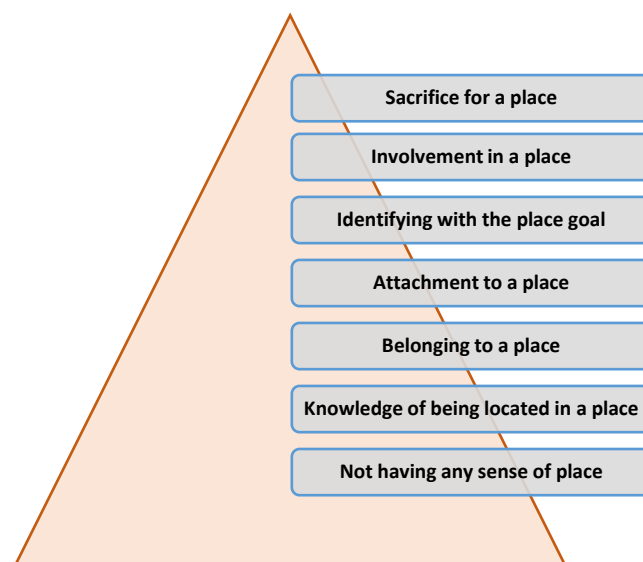 Sacrifice for a place
Involvement in a place
Identifying with the place goal
Attachment to a place
Belonging to a place
Knowledge of being located in a place
Not having any sense of place